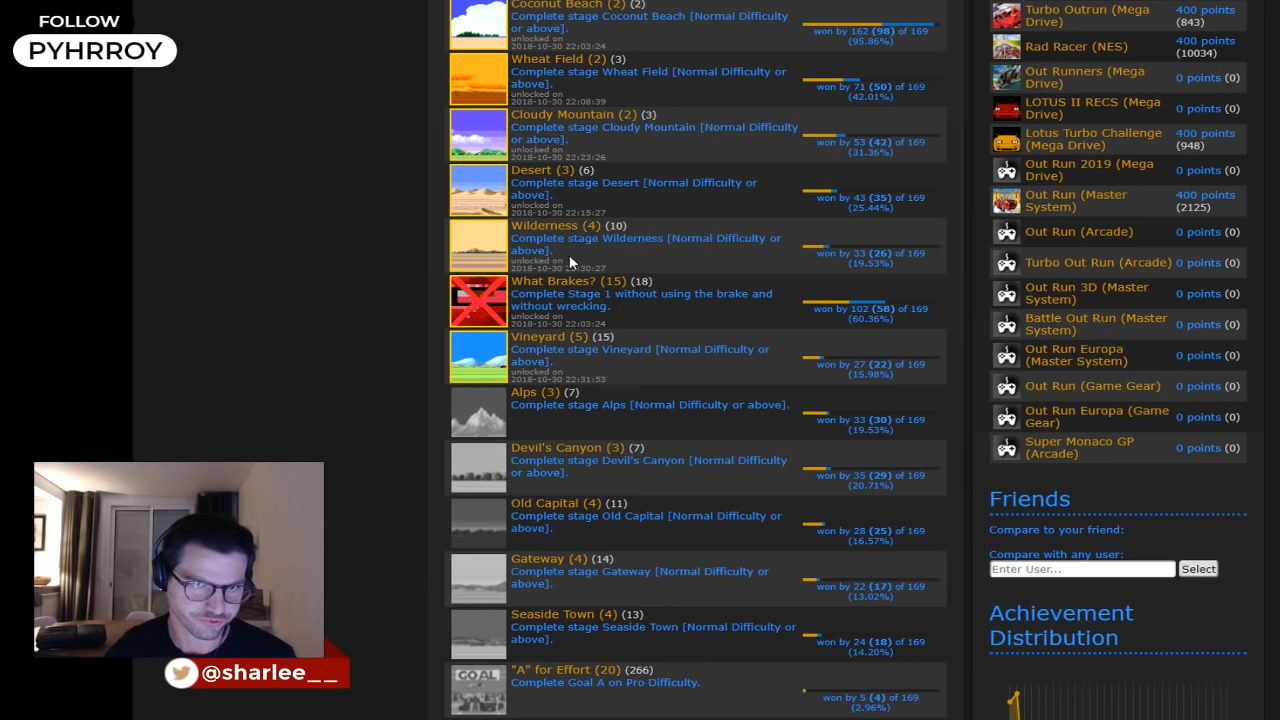 FOLLOW
PYHRROY
Coconut Beach (2) (2)
Complete stage Coconut Beach [Normal Difficulty
or above].
unlocked on
2018-10-30 22:03:24
won by 162 (98) of 169
(95.86%)
Wheat Field (2) (3)
Complete stage Wheat Field [Normal Difficulty or
above].
unlocked on
2018-10-30 22:08:39
won by 71 (50) of 169
(42.01%)
Cloudy Mountain (2) (3)
Complete stage Cloudy Mountain [Normal Difficulty
or above].
unlocked on
2018-10-30 22:23:26
won by 53 (42) of 169
(31.36%)
Desert (3) (6)
Complete stage Desert [Normal Difficulty or
above].
unlocked on
2018-10-30 22:15:27
won by 43 (35) of 169
(25.44%)
Wilderness (4) (10)
Complete stage Wilderness [Normal Difficulty or
above].
unlocked on
2018-10-30 :30:27
won by 33 (26) of 169
(19.53%)
What Brakes? (15) (18)
Complete Stage 1 without using the brake and
without wrecking.
unlocked on
2018-10-30 22:03:24
won by 102 (58) of 169
(60.36%)
Vineyard (5) (15)
Complete stage Vineyard [Normal Difficulty or
above].
unlocked on
2018-10-30 22:31:53
won by 27 (22) of 169
(15.98%)
Alps (3) (7)
Complete stage Alps [Normal Difficulty or above].
won by 33 (30) of 169
(19.53%)
Devil's Canyon (3) (7)
Complete stage Devil's Canyon [Normal Difficulty
or above].
won by 35 (29) of 169
(20.71%)
Old Capital (4) (11)
Complete stage Old Capital [Normal Difficulty or
above].
won by 28 (25) of 169
(16.57%)
Gateway (4) (14)
Complete stage Gateway [Normal Difficulty or
above].
won by 22 (17) of 169
(13.02%)
Seaside Town (4) (13)
Complete stage Seaside Town [Normal Difficulty or
above].
won by 24 (18) of 169
(14.20%)
GOAL
"A" for Effort (20) (266)
Complete Goal A on Pro Difficulty.
won by 5 (4) of 169
(2.96%)
Turbo Outrun (Mega
Drive)
400 points
(843)
Rad Racer (NES)
400 points
(10034)
Out Runners (Mega
Drive)
0 points (0)
LOTUS II RECS (Mega
Drive)
0 points (0)
Lotus Turbo Challenge
(Mega Drive)
400 points
(948)
Out Run 2019 (Mega
Drive)
0 points (0)
Out Run (Master
System)
400 points
(2125)
Out Run (Arcade)
0 points (0)
Turbo Out Run (Arcade)
0 points (0)
Out Run 3D (Master
System)
0 points (0)
Battle Out Run (Master
System)
0 points (0)
Out Run Europa
(Master System)
0 points (0)
Out Run (Game Gear)
0 points (0)
Out Run Europa (Game
Gear)
0 points (0)
Super Monaco GP
(Arcade)
0 points (0)
Friends
Compare to your friend:
Compare with any user:
Enter User...
Select
Achievement
Distribution
@sharlee__